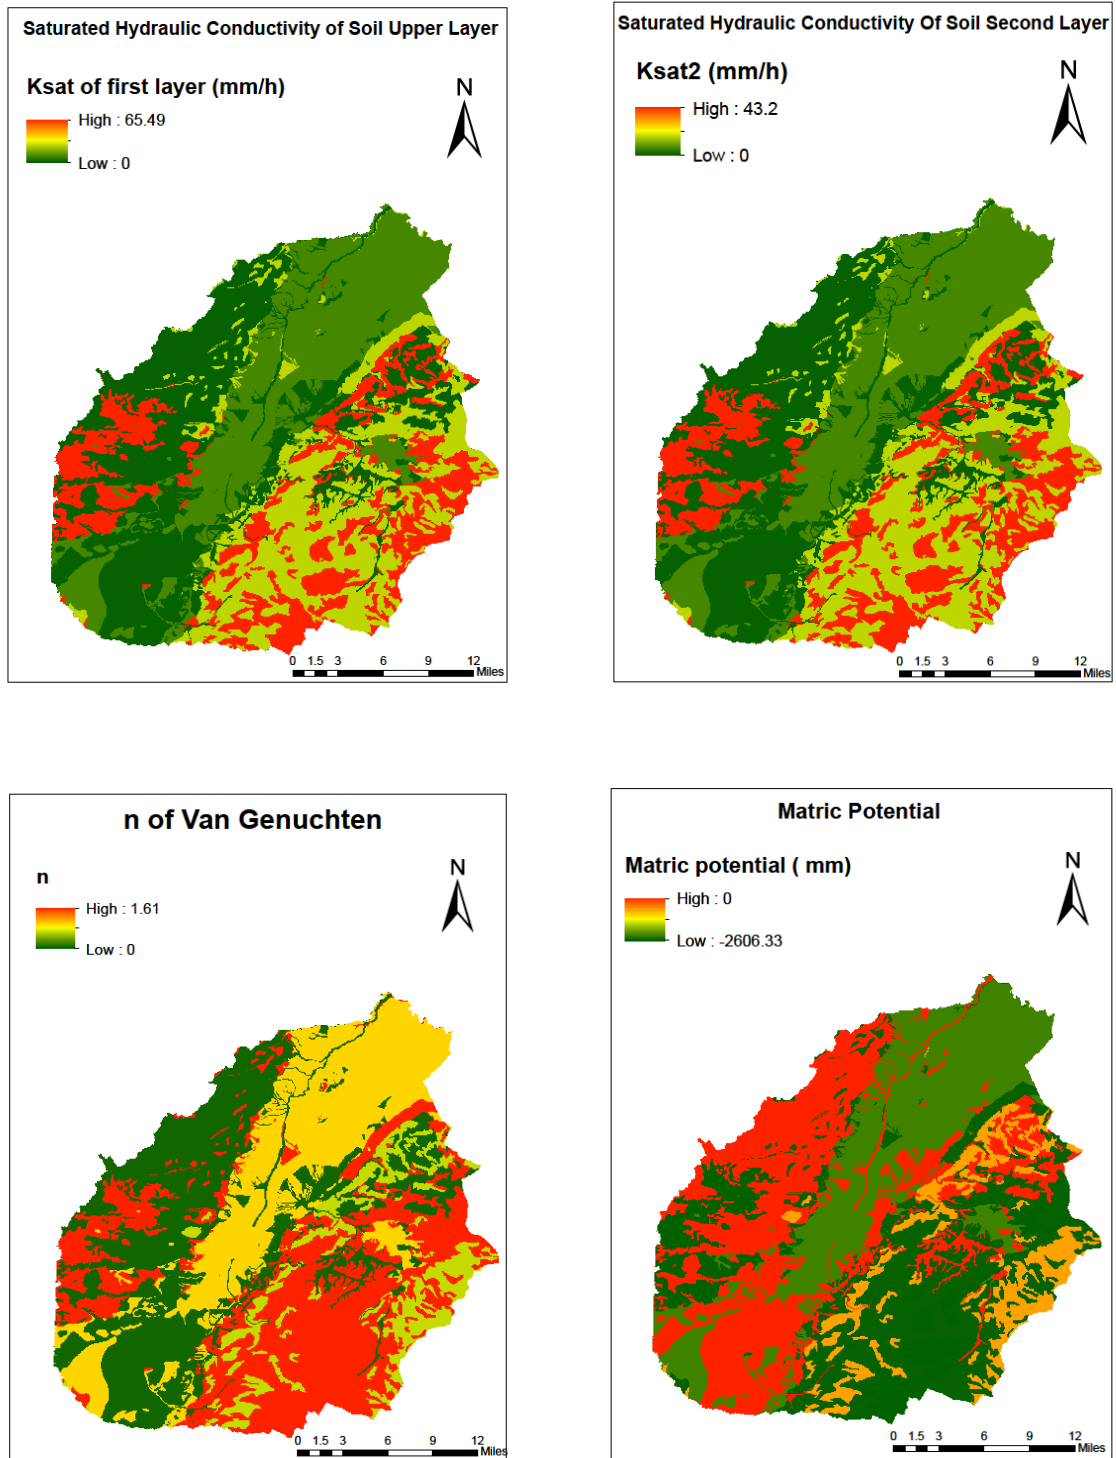 Saturated Hydraulic Conductivity of Soil Upper Layer
Ksat of first layer (mm/h)
High : 65.49
Low : 0
N
0 1.5 3 6 9 12
Miles
Saturated Hydraulic Conductivity Of Soil Second Layer
Ksat2 (mm/h)
High : 43.2
Low : 0
N
0 1.5 3 6 9 12
Miles
n of Van Genuchten
n
High : 1.61
Low : 0
N
0 1.5 3 6 9 12
Miles
Matric Potential
Matric potential ( mm)
High : 0
Low : -2606.33
N
0 1.5 3 6 9 12
Miles